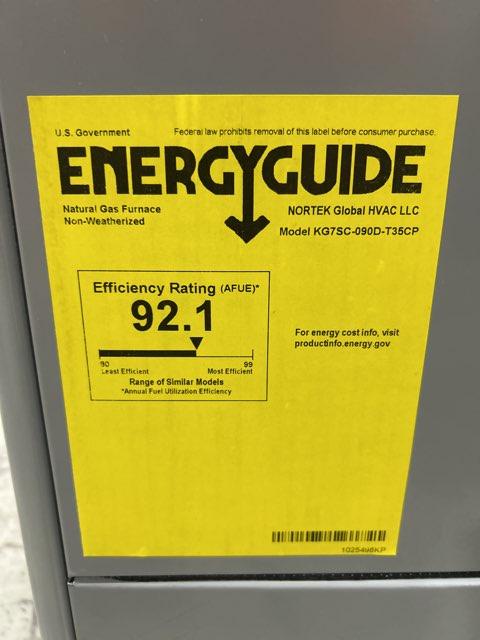 U.S. Government Federal law prohibits removal of this label before consumer purchase.
ENERGYGUIDE
Natural Gas Furnace
Non-Weatherized
NORTEK Global HVAC LLC
Model KG7SC-090D-T35CP
Efficiency Rating (AFUE)*
92.1
80 99
Least Efficient Most Efficient
Range of Similar Models
*Annual Fuel Utilization Efficiency
For energy cost info, visit
productinfo.energy.gov
1025496KP